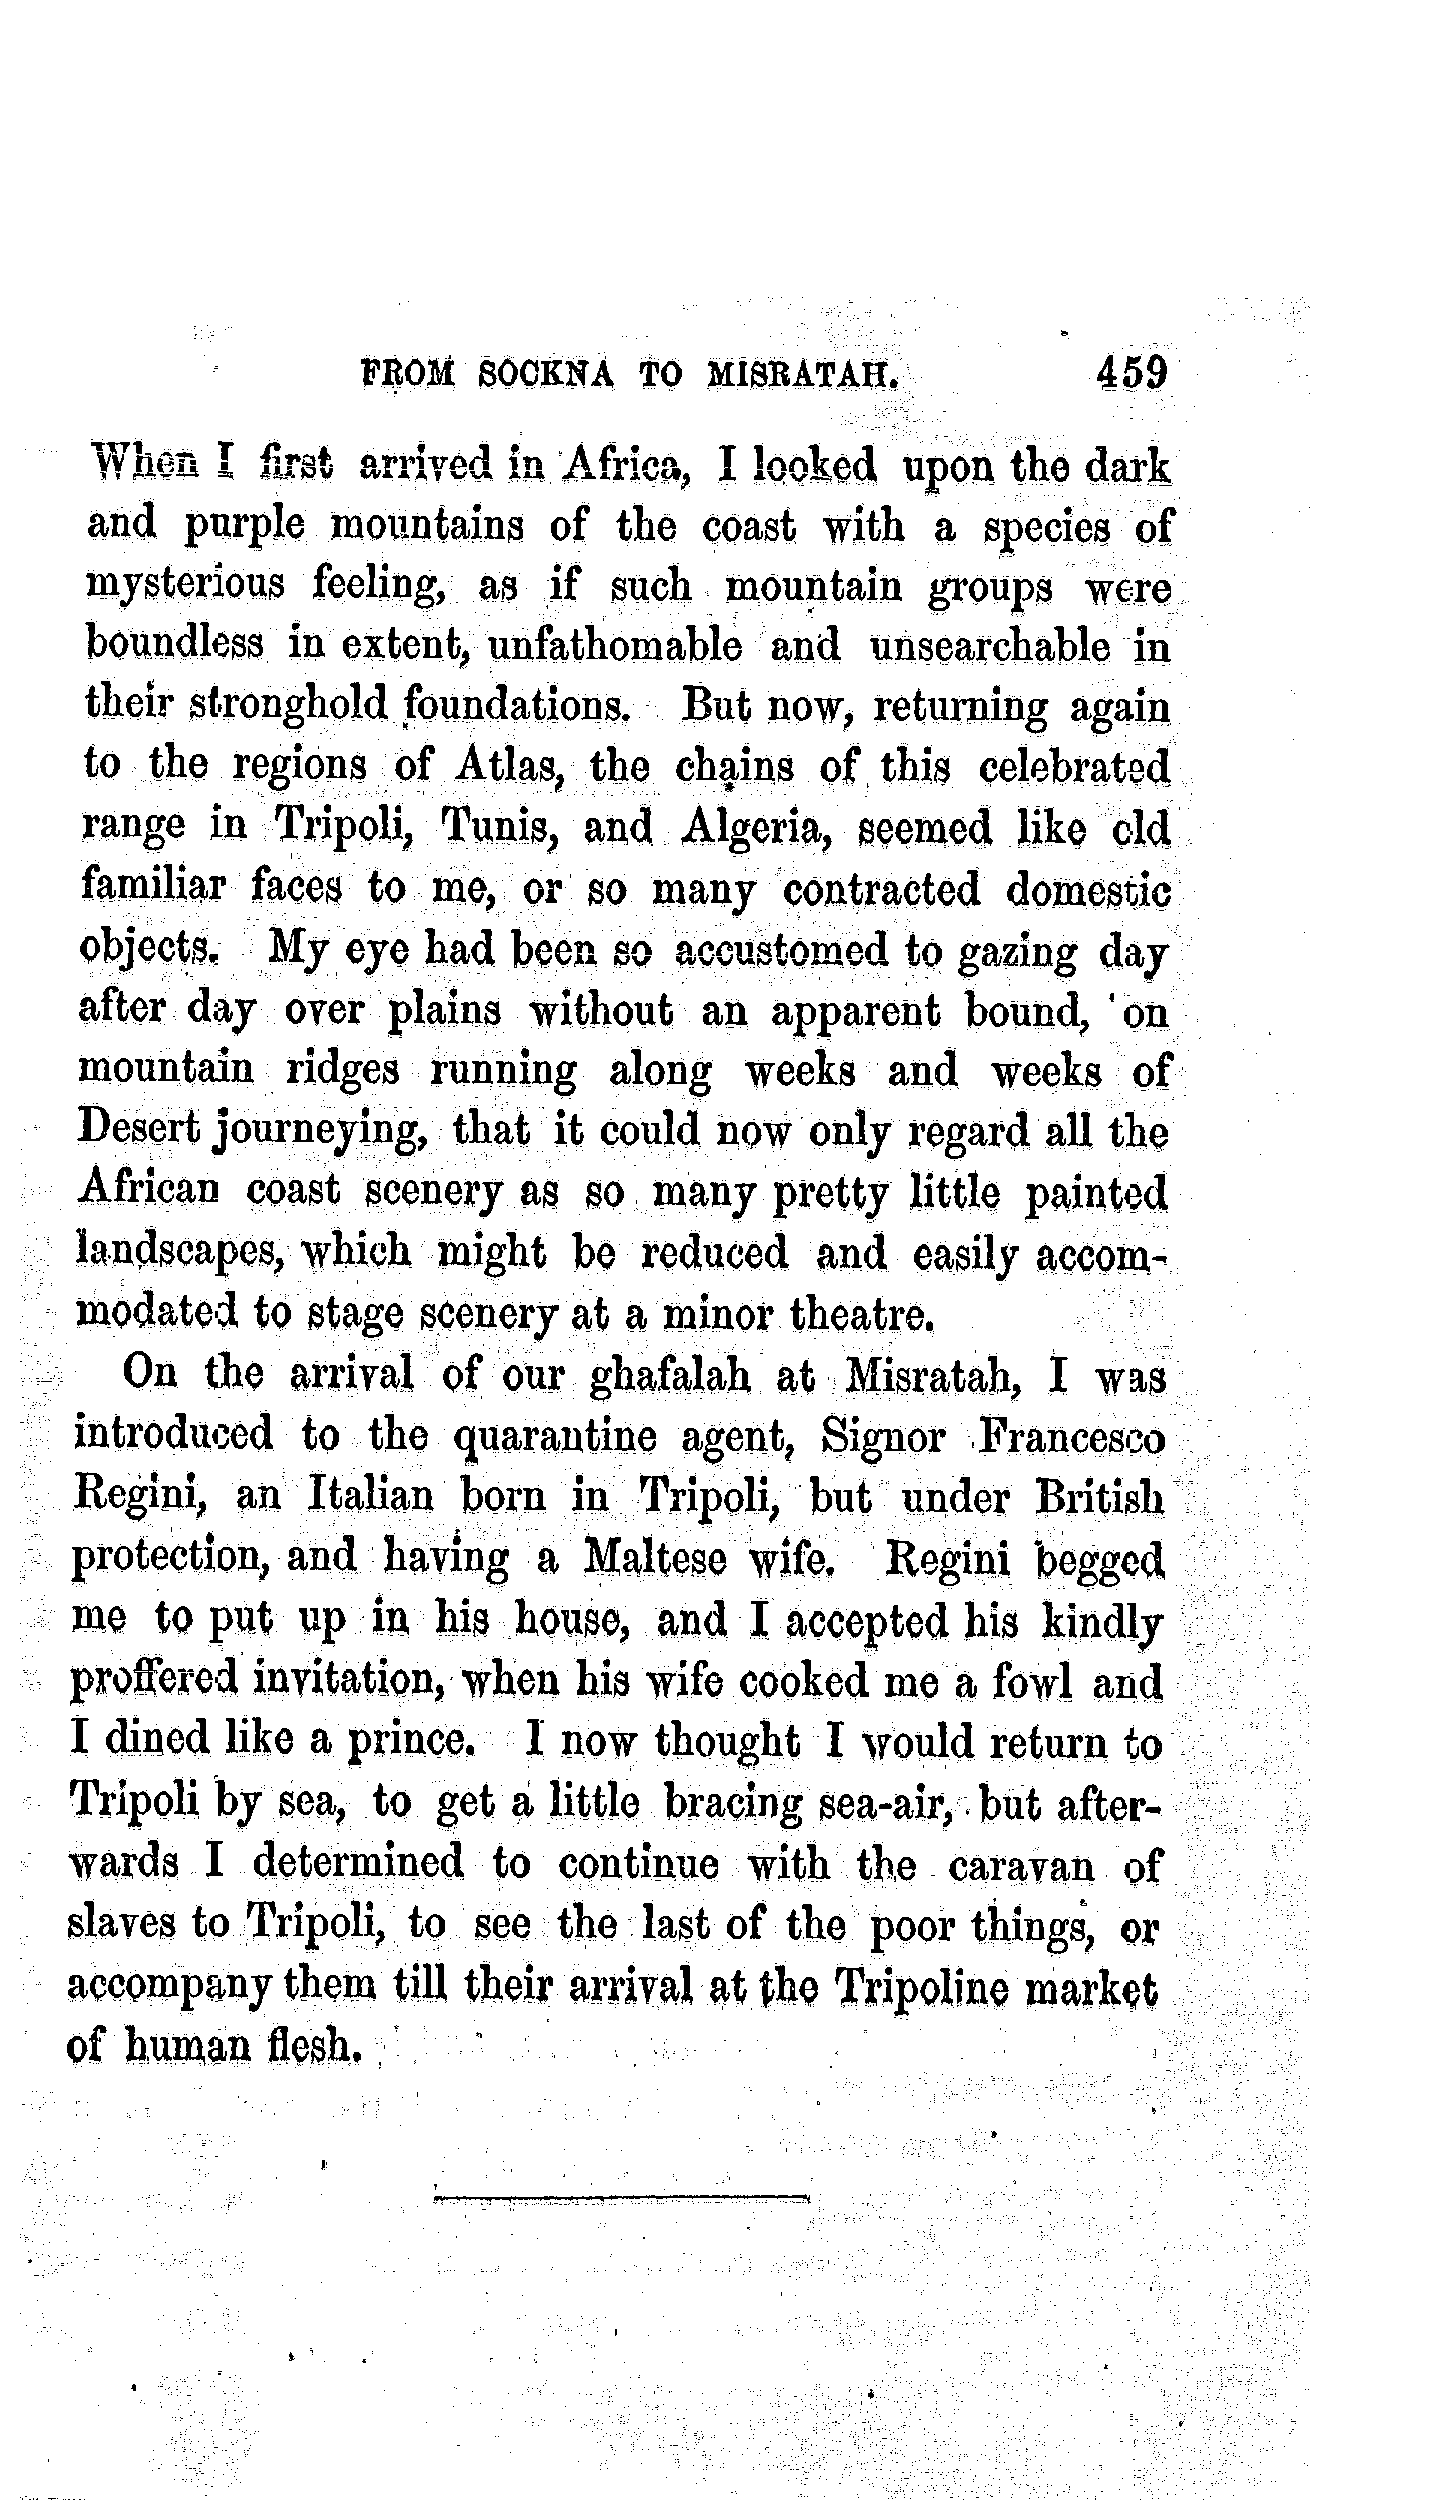 FROM SOCKNA TO MISRATAH. 459
When I first arrived in Africa, I looked upon the dark
and purple mountains of the coast with a species of
mysterious feeling, as if such mountain groups were
boundless in extent, unfathomable and unsearchable in
their stronghold foundations. But now, returning again
to the regions of Atlas, the chains of this celebrated
range in Tripoli, Tunis, and Algeria, seemed like old
familiar faces to me, or so many contracted domestic
objects. My eye had been so accustomed to gazing day
after day over plains without an apparent bound, on
mountain ridges running along weeks and weeks of
Desert journeying, that it could now only regard all the
African coast scenery as so many pretty little painted
landscapes, which might be reduced and easily accom-
modated to stage scenery at a minor theatre.
On the arrival of our ghafalah at Misratah, I was
introduced to the quarantine agent, Signor Francesco
Regini, an Italian born in Tripoli, but under British
protection, and having a Maltese wife. Regini begged
me to put up in his house, and I accepted his kindly
proffered invitation, when his wife cooked me a fowl and
I dined like a prince. I now thought I would return to
Tripoli by sea, to get a little bracing sea-air, but after-
wards I determined to continue with the caravan of
slaves to Tripoli, to see the last of the poor things, or
accompany them till their arrival at the Tripoline market
of human flesh.